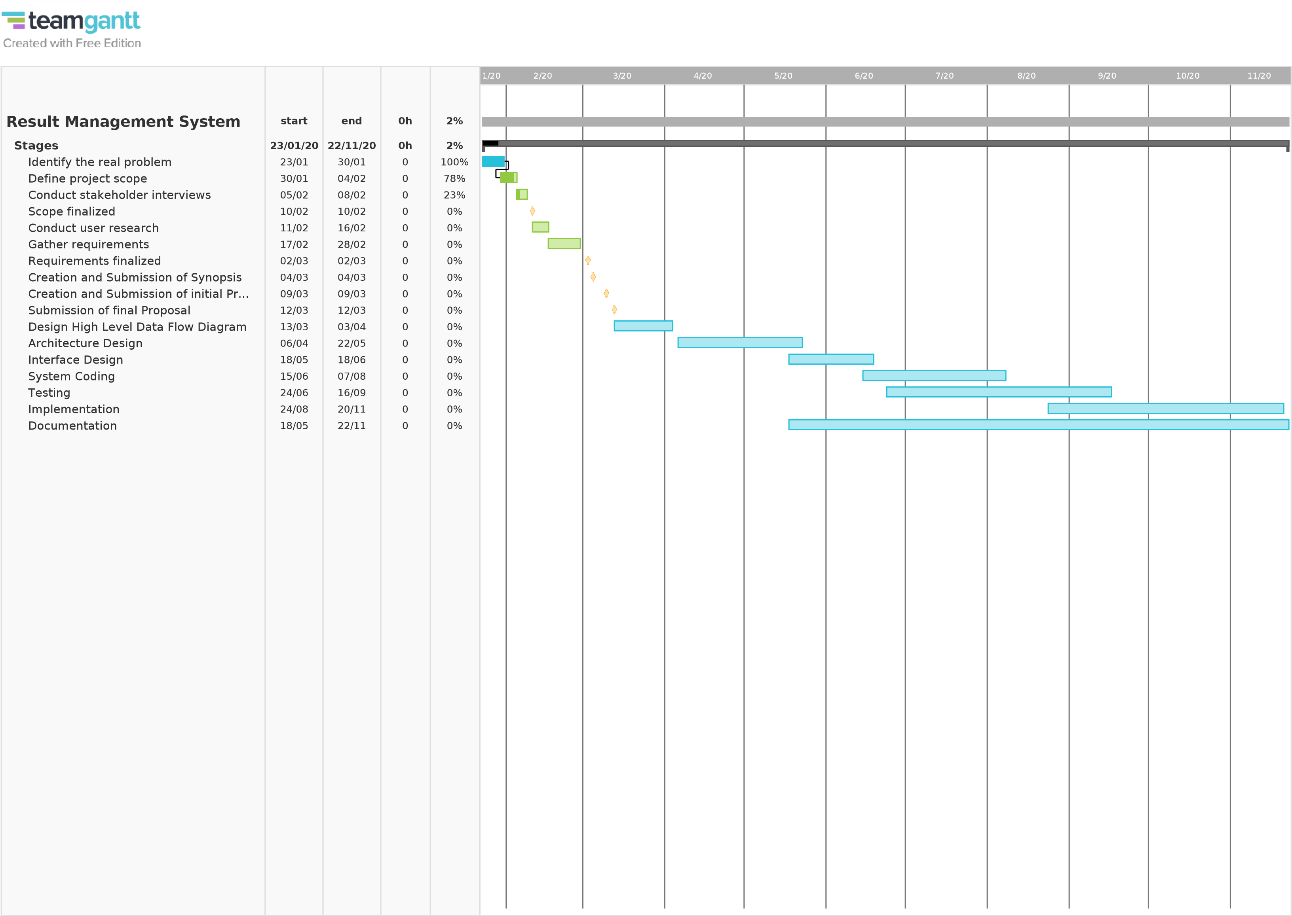 teamgantt
Created with Free Edition
1/20 2/20 3/20 4/20 5/20 6/20 7/20 8/20 9/20 10/20 11/20
Result Management System start end 0h 2%
Stages 23/01/20 22/11/20 0h 2%
Identify the real problem 23/01 30/01 0 100%
Define project scope 30/01 04/02 0 78%
Conduct stakeholder interviews 05/02 08/02 0 23%
Scope finalized 10/02 10/02 0 0%
Conduct user research 11/02 16/02 0 0%
Gather requirements 17/02 28/02 0 0%
Requirements finalized 02/03 02/03 0 0%
Creation and Submission of Synopsis 04/03 04/03 0 0%
Creation and Submission of initial Pr... 09/03 09/03 0 0%
Submission of final Proposal 12/03 12/03 0 0%
Design High Level Data Flow Diagram 13/03 03/04 0 0%
Architecture Design 06/04 22/05 0 0%
Interface Design 18/05 18/06 0 0%
System Coding 15/06 07/08 0 0%
Testing 24/06 16/09 0 0%
Implementation 24/08 20/11 0 0%
Documentation 18/05 22/11 0 0%